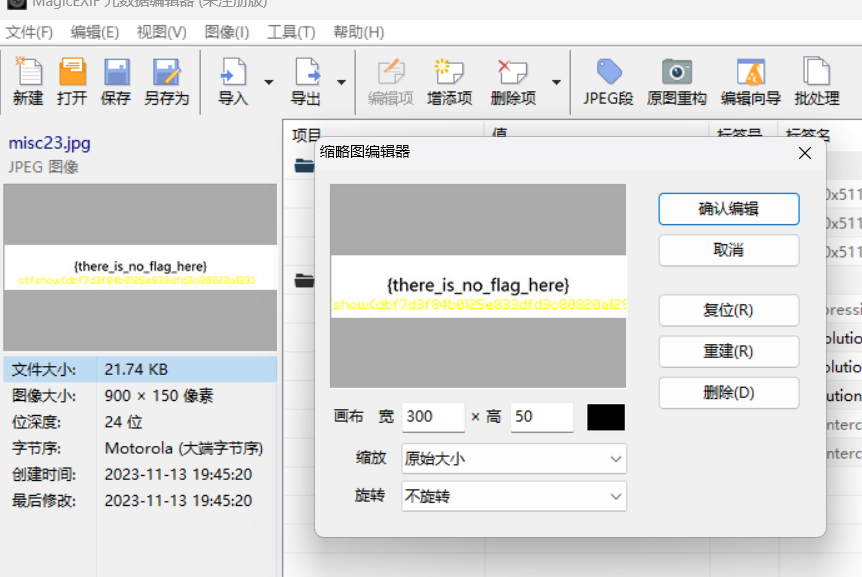 MagicEXIF 元数据编辑器 (未注册版)
文件(F) 编辑(E) 视图(V) 图像(I) 工具(T) 帮助(H)
新建 打开 保存 另存为 导入 导出 编辑项 增添项 删除项 JPEG段 原图重构 编辑向导 批处理
misc23.jpg
JPEG 图像
项目 值 标签号 标签名
缩略图编辑器
{there_is_no_flag_here}
{there_is_no_flag_here}
确认编辑
取消
复位(R)
重建(R)
删除(D)
画布 宽 300 × 高 50
缩放 原始大小
旋转 不旋转
文件大小: 21.74 KB
图像大小: 900 × 150 像素
位深度: 24 位
字节序: Motorola (大端字节序)
创建时间: 2023-11-13 19:45:20
最后修改: 2023-11-13 19:45:20
0x511
0x511
0x511
pression
olution
olution
ution
nterc
nterc